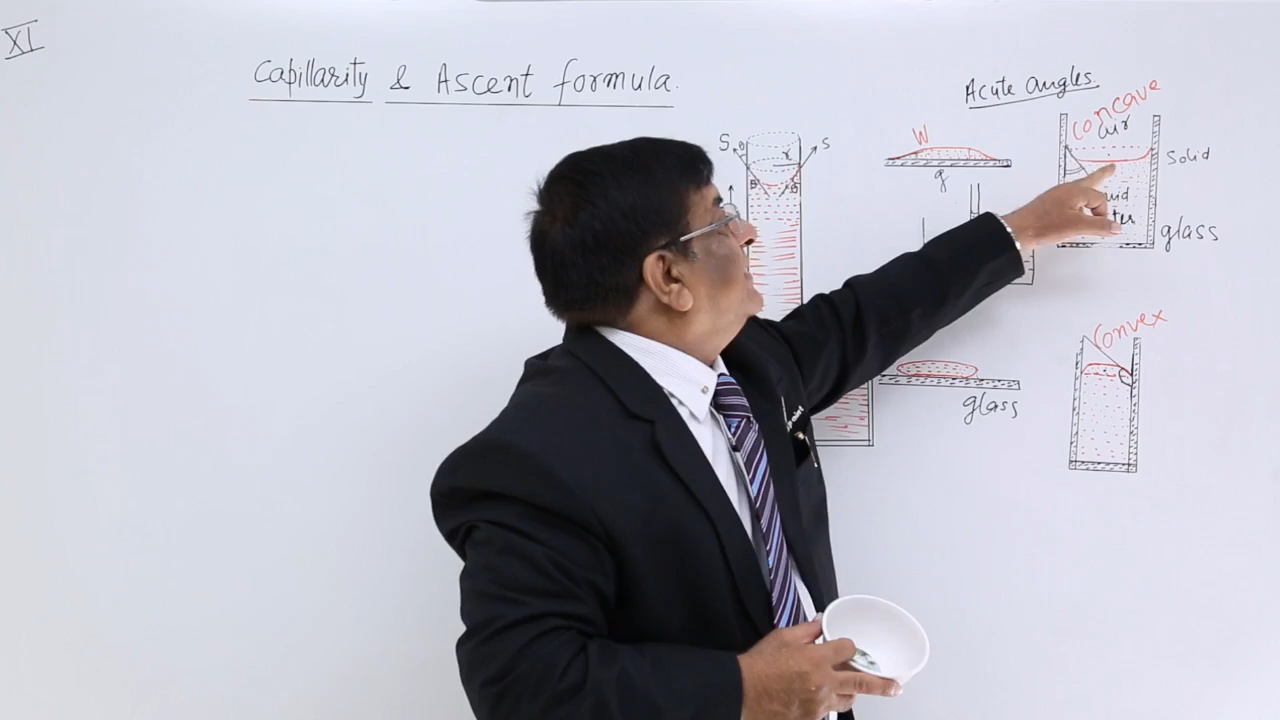 XI
Capillarity & Ascent formula.
Acute angles.
concave
air
S
θ
r
S
W
Solid
g
θ
θ
glass
convex
glass